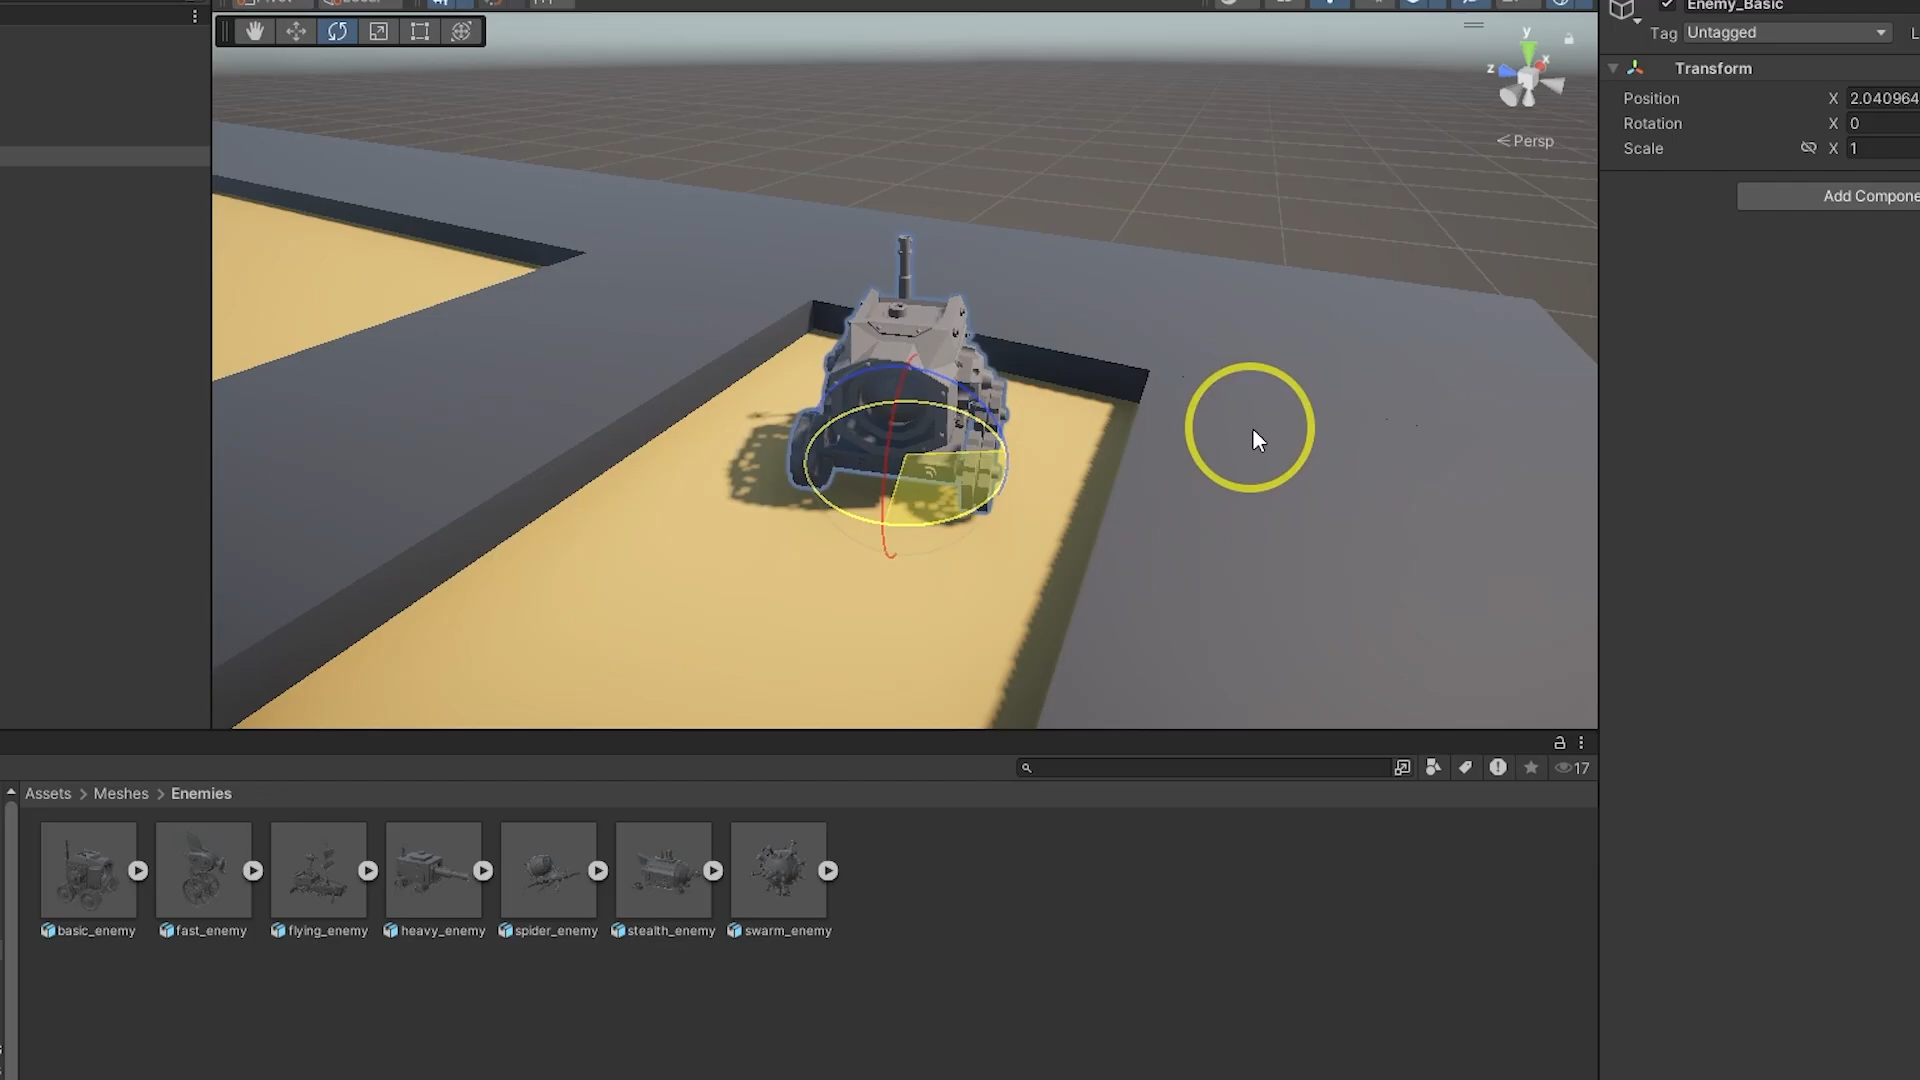 Enemy_Basic
Tag Untagged L
Transform
Position X 2.040964
Rotation X 0
Scale X 1
Add Compone
y
x
z
< Persp
17
Assets > Meshes > Enemies
basic_enemy fast_enemy flying_enemy heavy_enemy spider_enemy stealth_enemy swarm_enemy